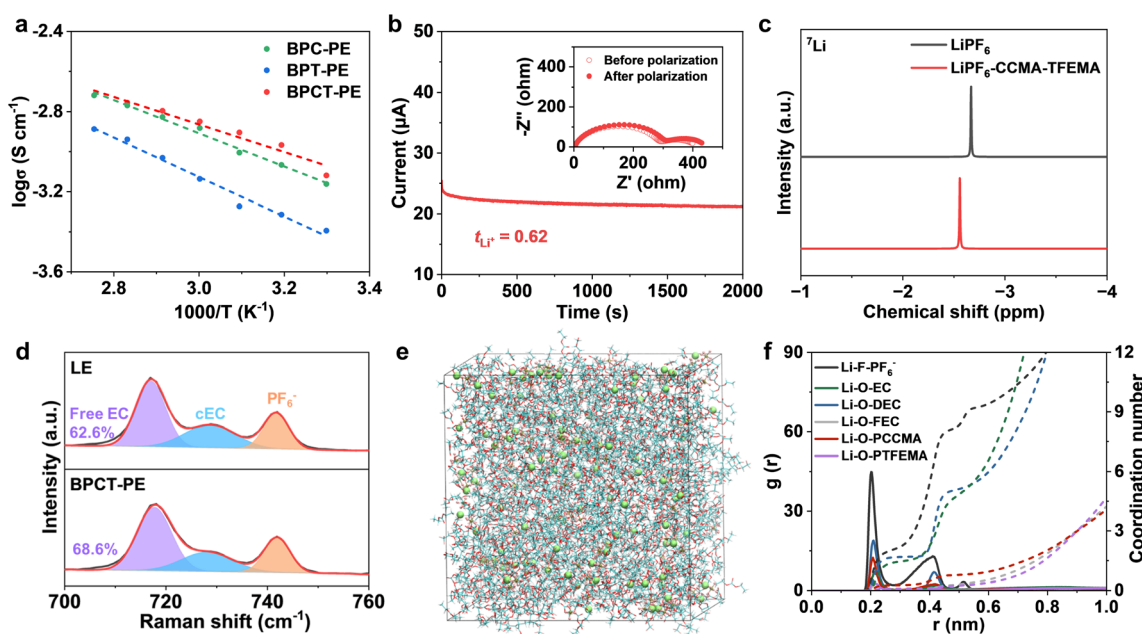 a
-2.4
-2.8
-3.2
-3.6
logσ (S cm⁻¹)
BPC-PE
BPT-PE
BPCT-PE
2.8 3.0 3.2 3.4
1000/T (K⁻¹)
b
50
40
30
20
10
Current (μA)
t_Li⁺ = 0.62
0 500 1000 1500 2000
Time (s)
Before polarization
After polarization
400
200
0
-Z'' (ohm)
0 200 400
Z' (ohm)
c
⁷Li
LiPF₆
LiPF₆-CCMA-TFEMA
Intensity (a.u.)
−1 −2 −3 −4
Chemical shift (ppm)
d
LE
Free EC
62.6%
cEC
PF₆⁻
BPCT-PE
68.6%
Intensity (a.u.)
700 720 740 760
Raman shift (cm⁻¹)
e
f
90
60
30
0
g(r)
Li-F-PF₆⁻
Li-O-EC
Li-O-DEC
Li-O-FEC
Li-O-PCCMA
Li-O-PTFEMA
12
9
6
3
0
Coordination number
0.0 0.2 0.4 0.6 0.8 1.0
r (nm)